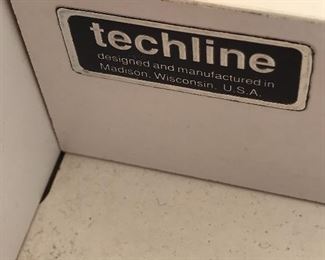 techline
designed and manufactured in
Madison, Wisconsin, U.S.A.